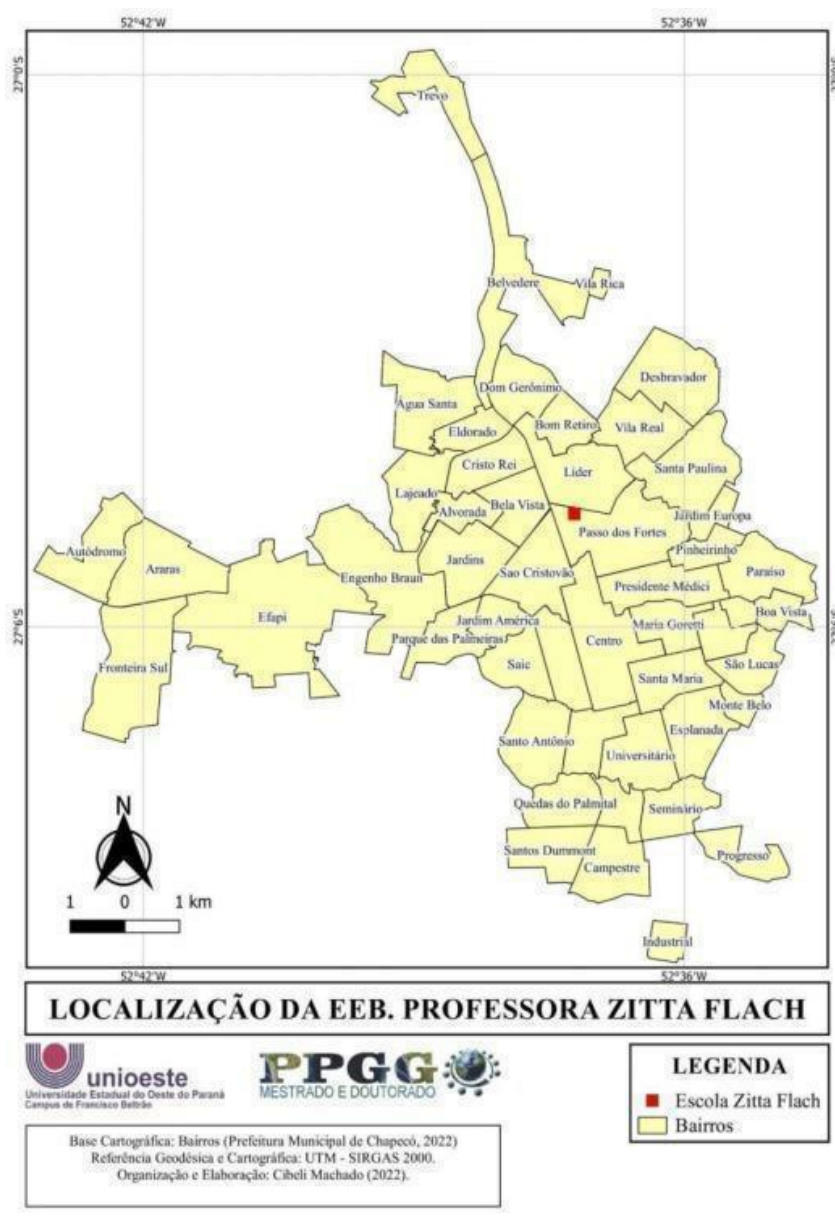 52°42'W 52°36'W
27°0'S
Trevo
Belvedere
Vila Rica
Desbravador
Dom Gerônimo
Água Santa
Bom Retiro
Vila Real
Eldorado
Cristo Rei
Líder
Santa Paulina
Lajeado
Bela Vista
Alvorada
Jardim Europa
Passo dos Fortes
Autódromo
Pinheirinho
Jardins
Araras
Engenho Braun
Sao Cristovão
Paraíso
Presidente Médici
Boa Vista
Efapi
Jardim América
Maria Goretti
27°6'S
Parque das Palmeiras
Centro
Fronteira Sul
Saic
São Lucas
Santa Maria
Monte Belo
Esplanada
Santo Antônio
Universitário
Quedas do Palmital
Seminário
Santos Dummont
Progresso
Campestre
Industrial
N
1 0 1 km
52°42'W 52°36'W
LOCALIZAÇÃO DA EEB. PROFESSORA ZITTA FLACH
unioeste
Universidade Estadual do Oeste do Paraná
Campus de Francisco Beltrão
PPGG
MESTRADO E DOUTORADO
LEGENDA
Escola Zitta Flach
Bairros
Base Cartográfica: Bairros (Prefeitura Municipal de Chapecó, 2022)
Referência Geodésica e Cartográfica: UTM - SIRGAS 2000.
Organização e Elaboração: Cibeli Machado (2022).